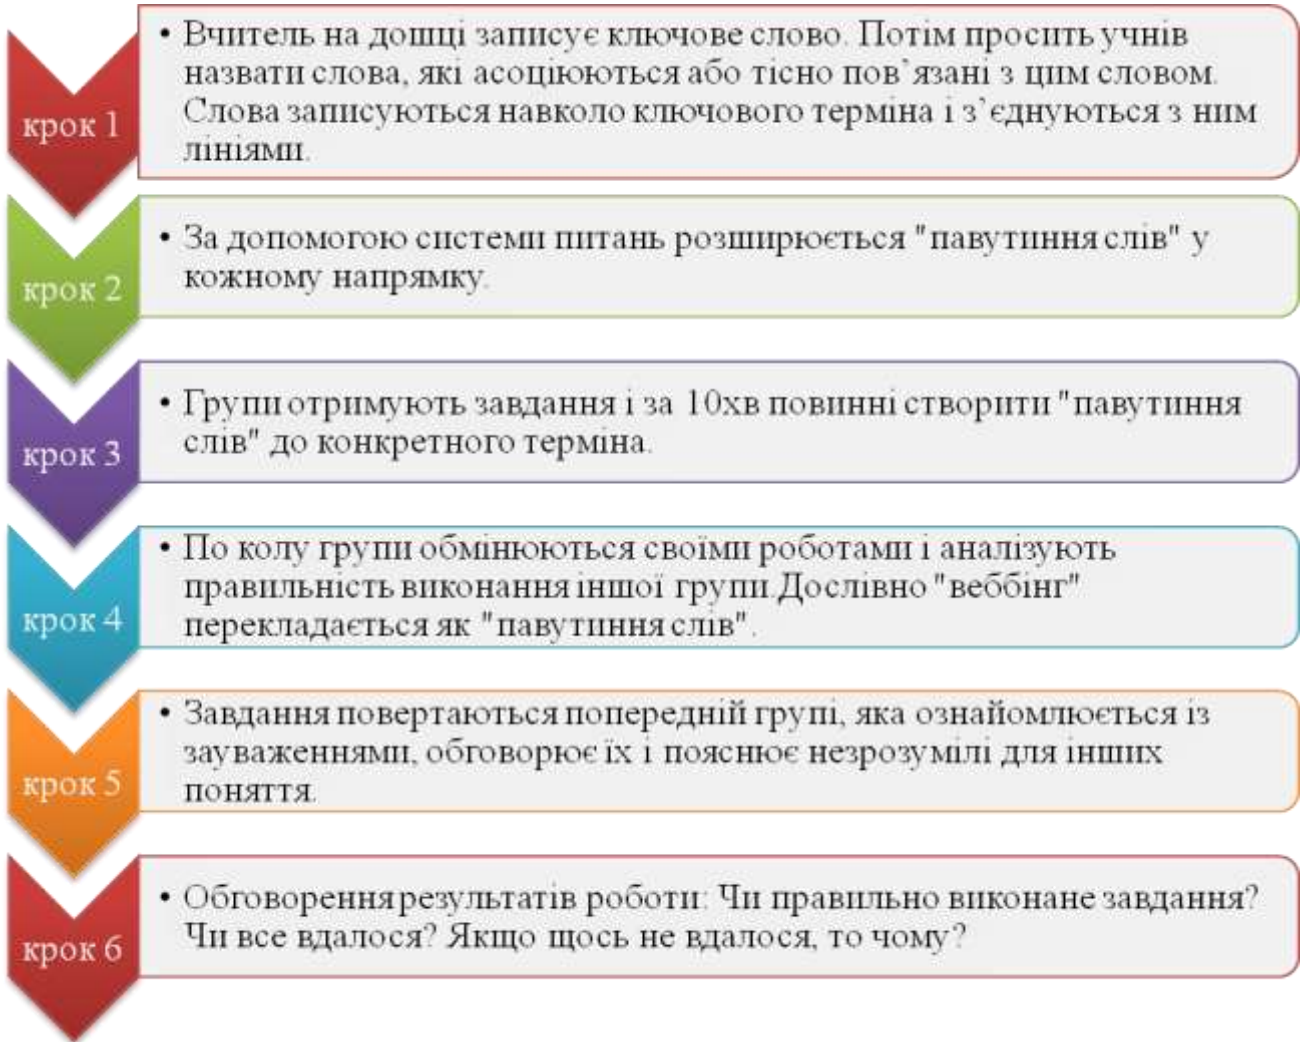 крок 1
• Вчитель на дошці записує ключове слово. Потім просить учнів
назвати слова, які асоціюються або тісно пов’язані з цим словом.
Слова записуються навколо ключового терміна і з’єднуються з ним
лініями.
крок 2
• За допомогою системи питань розширюється "павутиння слів" у
кожному напрямку.
крок 3
• Групи отримують завдання і за 10хв повинні створити "павутиння
слів" до конкретного терміна.
крок 4
• По колу групи обмінюються своїми роботами і аналізують
правильність виконання іншої групи.Дослівно "веббінг"
перекладається як "павутиння слів".
крок 5
• Завдання повертаються попередній групі, яка ознайомлюється із
зауваженнями, обговорює їх і пояснює незрозумілі для інших
поняття.
крок 6
• Обговорення результатів роботи: Чи правильно виконане завдання?
Чи все вдалося? Якщо щось не вдалося, то чому?